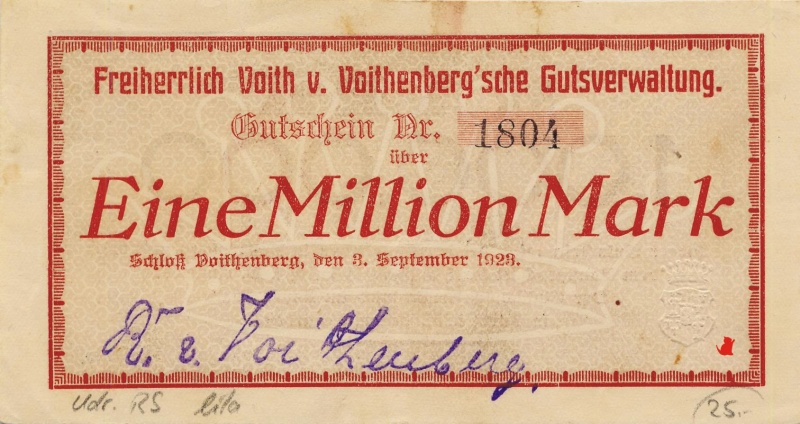 Freiherrlich Voith v. Voithenberg'sche Gutsverwaltung.
Gutschein Nr. 1804
über
Eine Million Mark
Schloß Voithenberg, den 3. September 1923.
R. v. Voithenberg.
Udr. RS lila
25.-